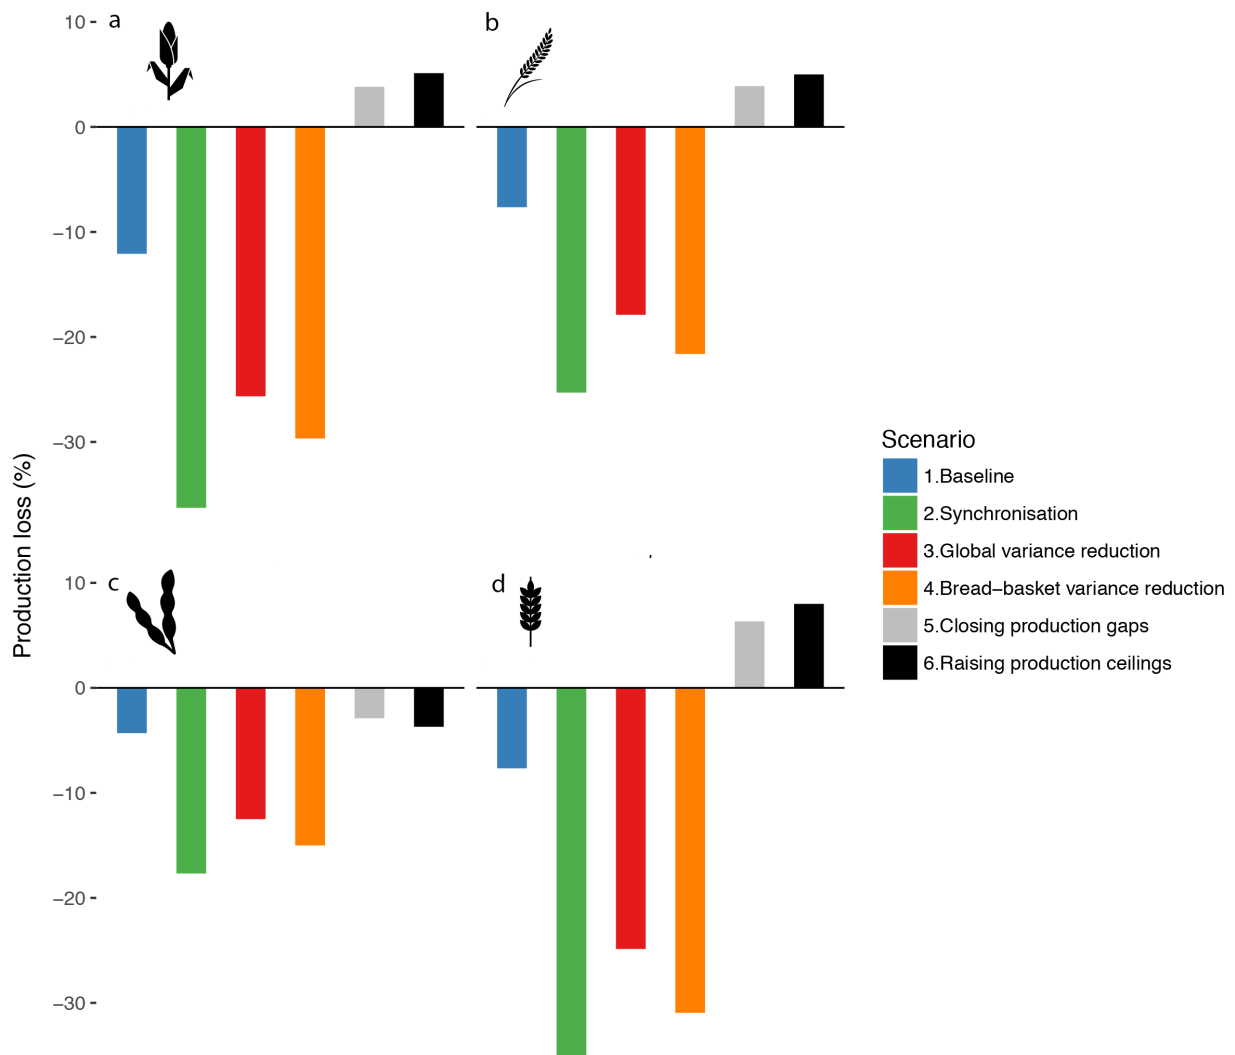 a
b
10
0
−10
−20
−30
Production loss (%)
c
d
10
0
−10
−20
−30
Scenario
1.Baseline
2.Synchronisation
3.Global variance reduction
4.Bread−basket variance reduction
5.Closing production gaps
6.Raising production ceilings